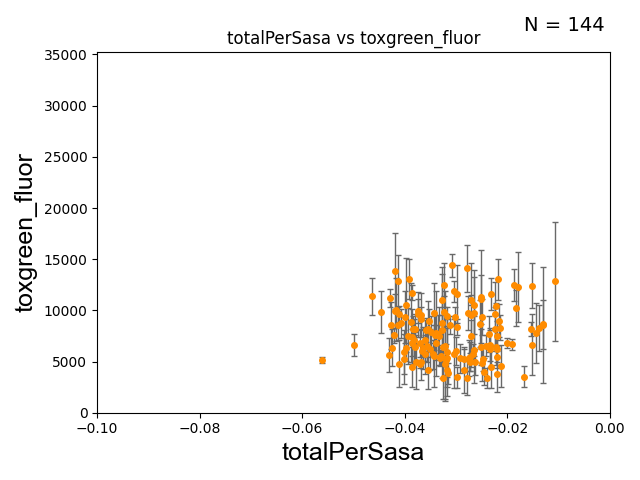 N = 144
totalPerSasa vs toxgreen_fluor
35000
30000
25000
20000
15000
10000
5000
0
toxgreen_fluor
−0.10 −0.08 −0.06 −0.04 −0.02 0.00
totalPerSasa